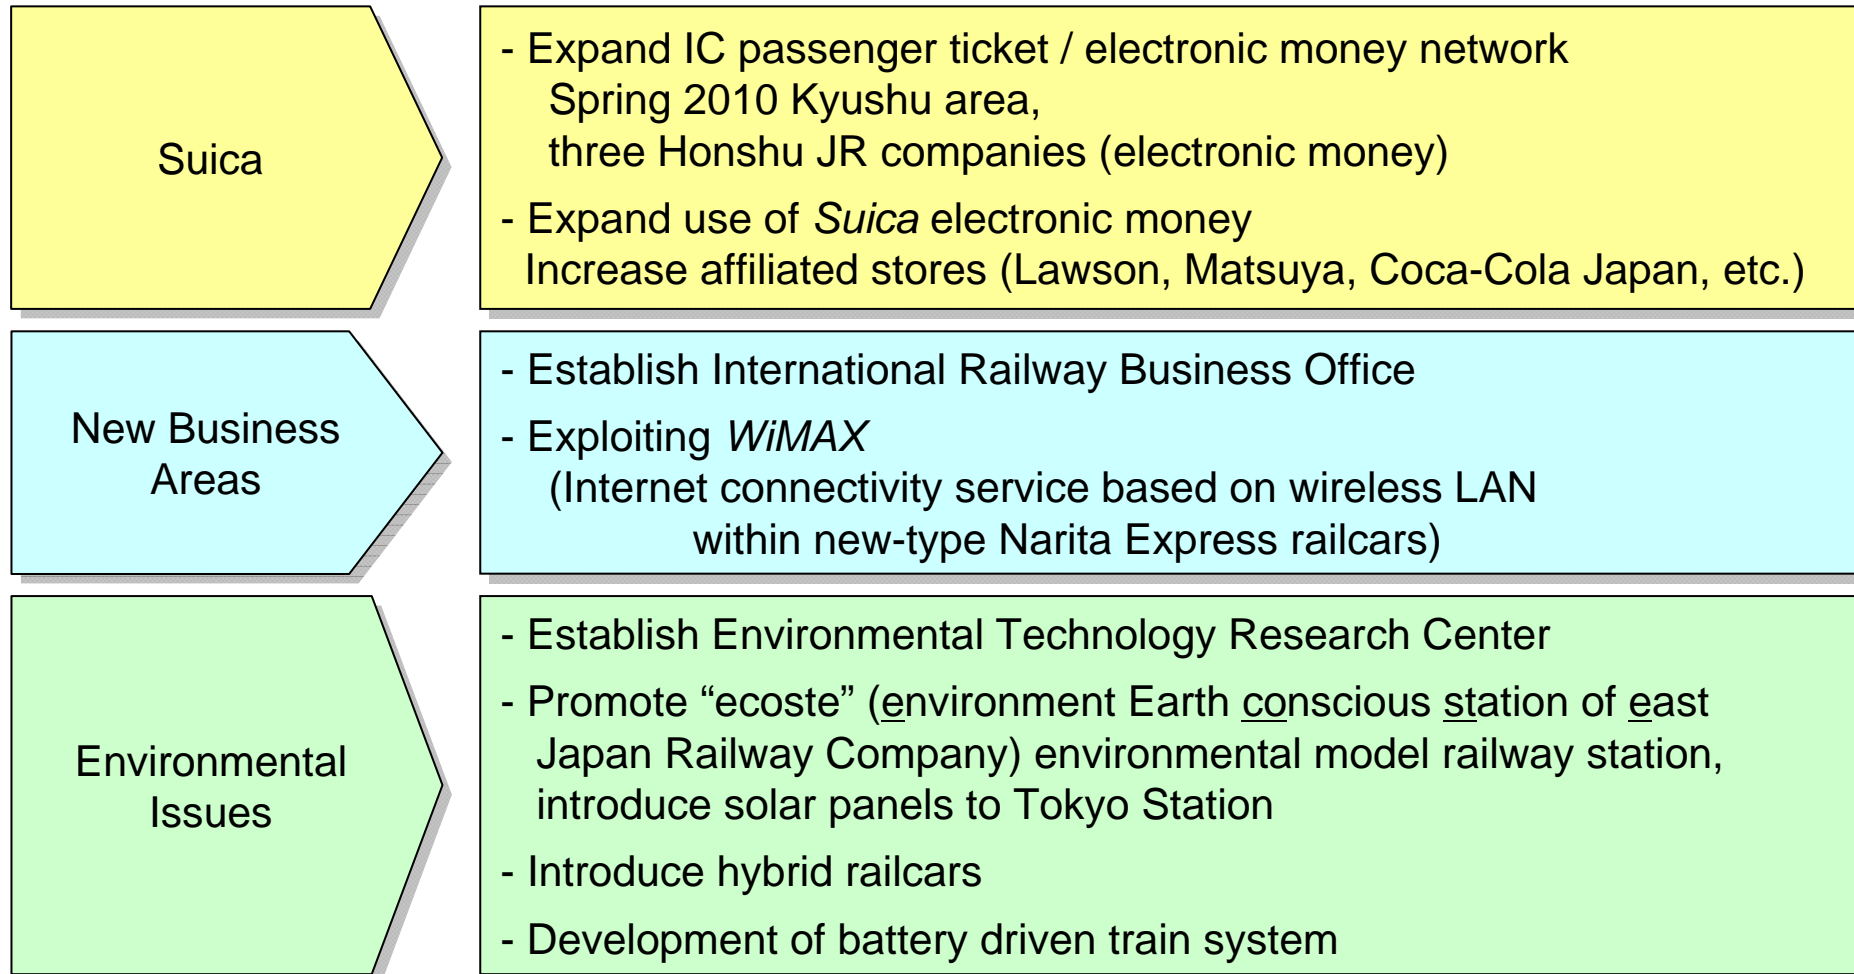 Suica
- Expand IC passenger ticket / electronic money network
Spring 2010 Kyushu area,
three Honshu JR companies (electronic money)
- Expand use of Suica electronic money
Increase affiliated stores (Lawson, Matsuya, Coca-Cola Japan, etc.)
New Business
Areas
- Establish International Railway Business Office
- Exploiting WiMAX
(Internet connectivity service based on wireless LAN
within new-type Narita Express railcars)
Environmental
Issues
- Establish Environmental Technology Research Center
- Promote “ecoste” (environment Earth conscious station of east
Japan Railway Company) environmental model railway station,
introduce solar panels to Tokyo Station
- Introduce hybrid railcars
- Development of battery driven train system